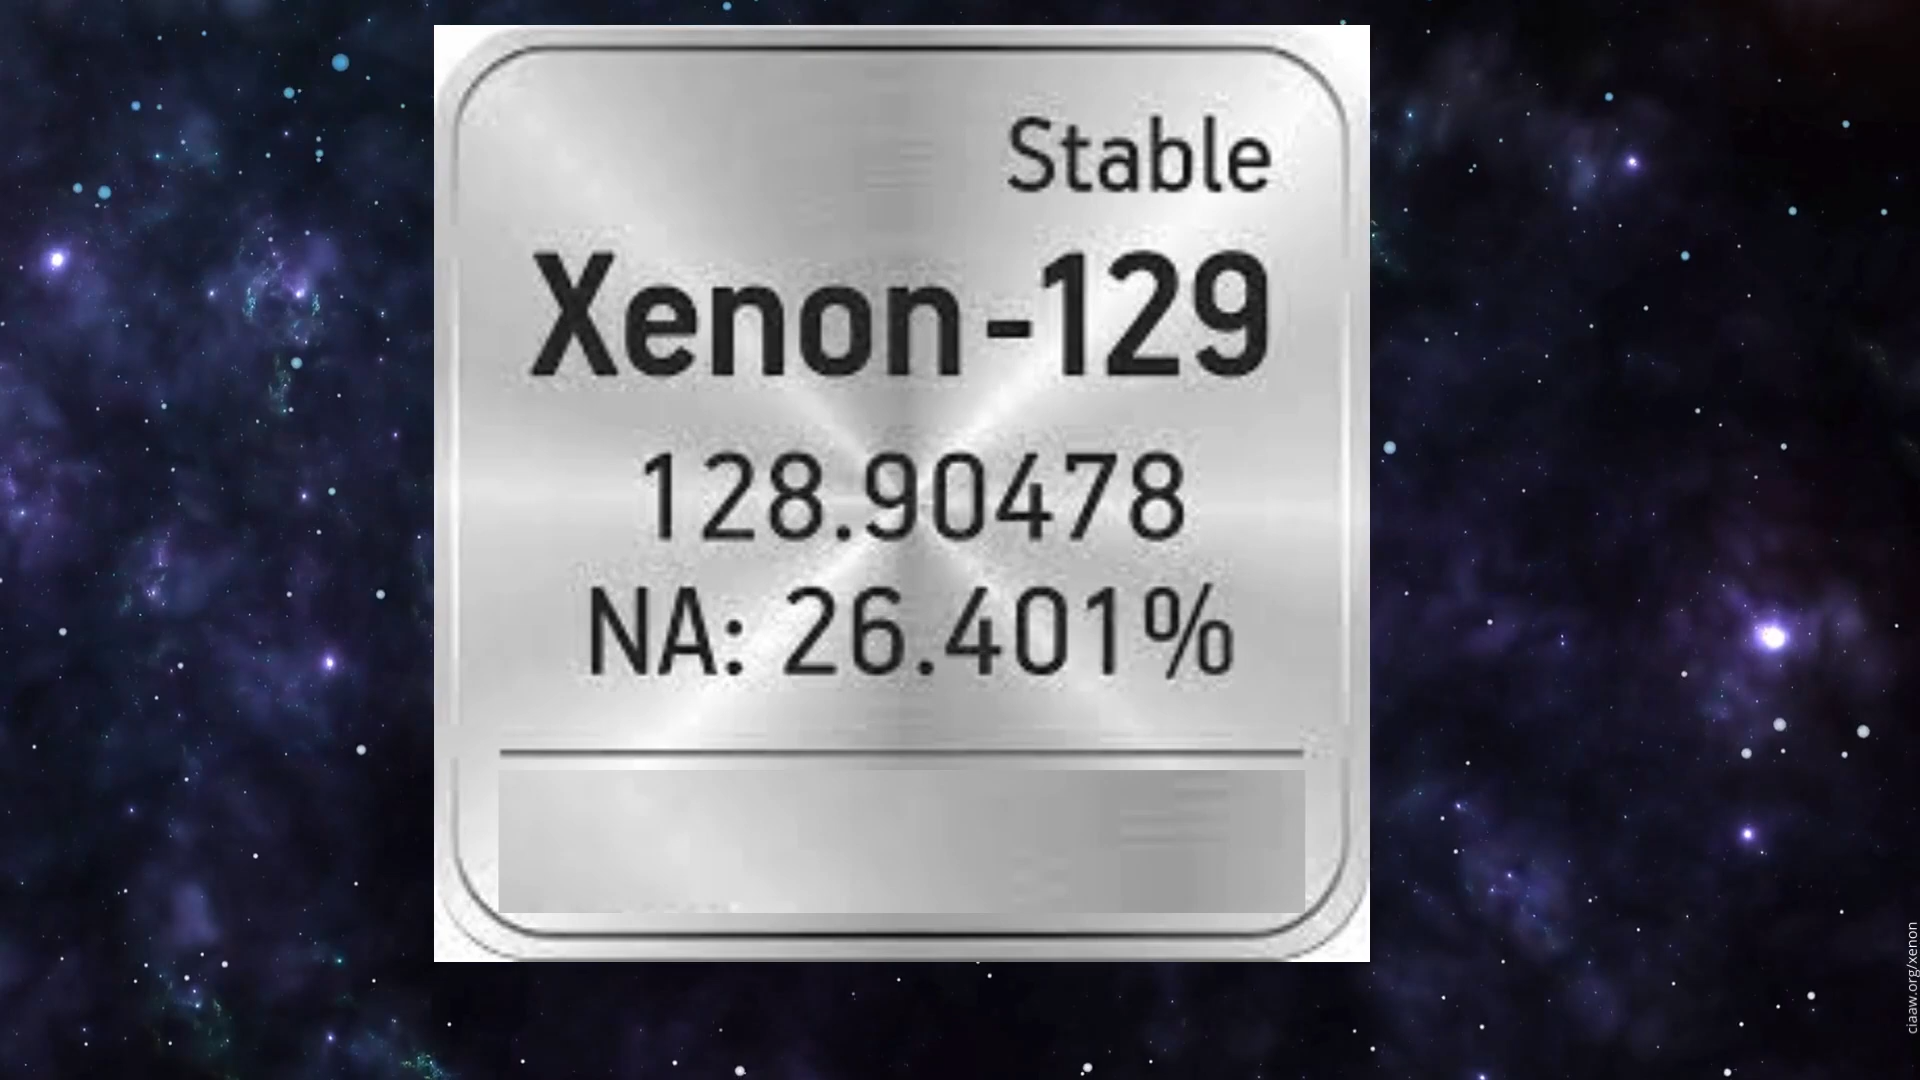 Stable
Xenon-129
128.90478
NA: 26.401%
ciaaw.org/xenon